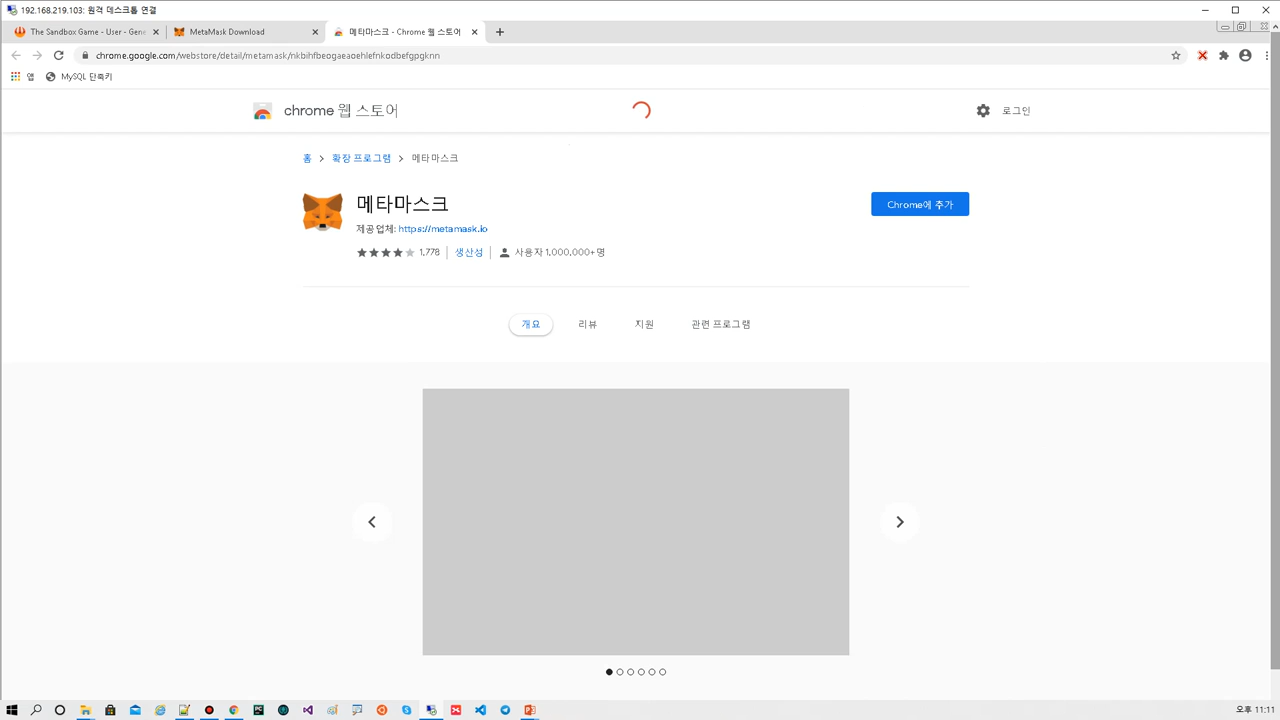 192.168.219.103: 원격 데스크톱 연결
The Sandbox Game - User - Gene
MetaMask Download
메타마스크 - Chrome 웹 스토어
chrome.google.com/webstore/detail/metamask/nkbihfbeogaeaoehlefnkodbefgpgknn
앱
MySQL 단축키
chrome 웹 스토어
로그인
홈 > 확장 프로그램 > 메타마스크
메타마스크
Chrome에 추가
제공업체: https://metamask.io
1,778 | 생산성 | 사용자 1,000,000+명
개요
리뷰
지원
관련 프로그램
오후 11:11